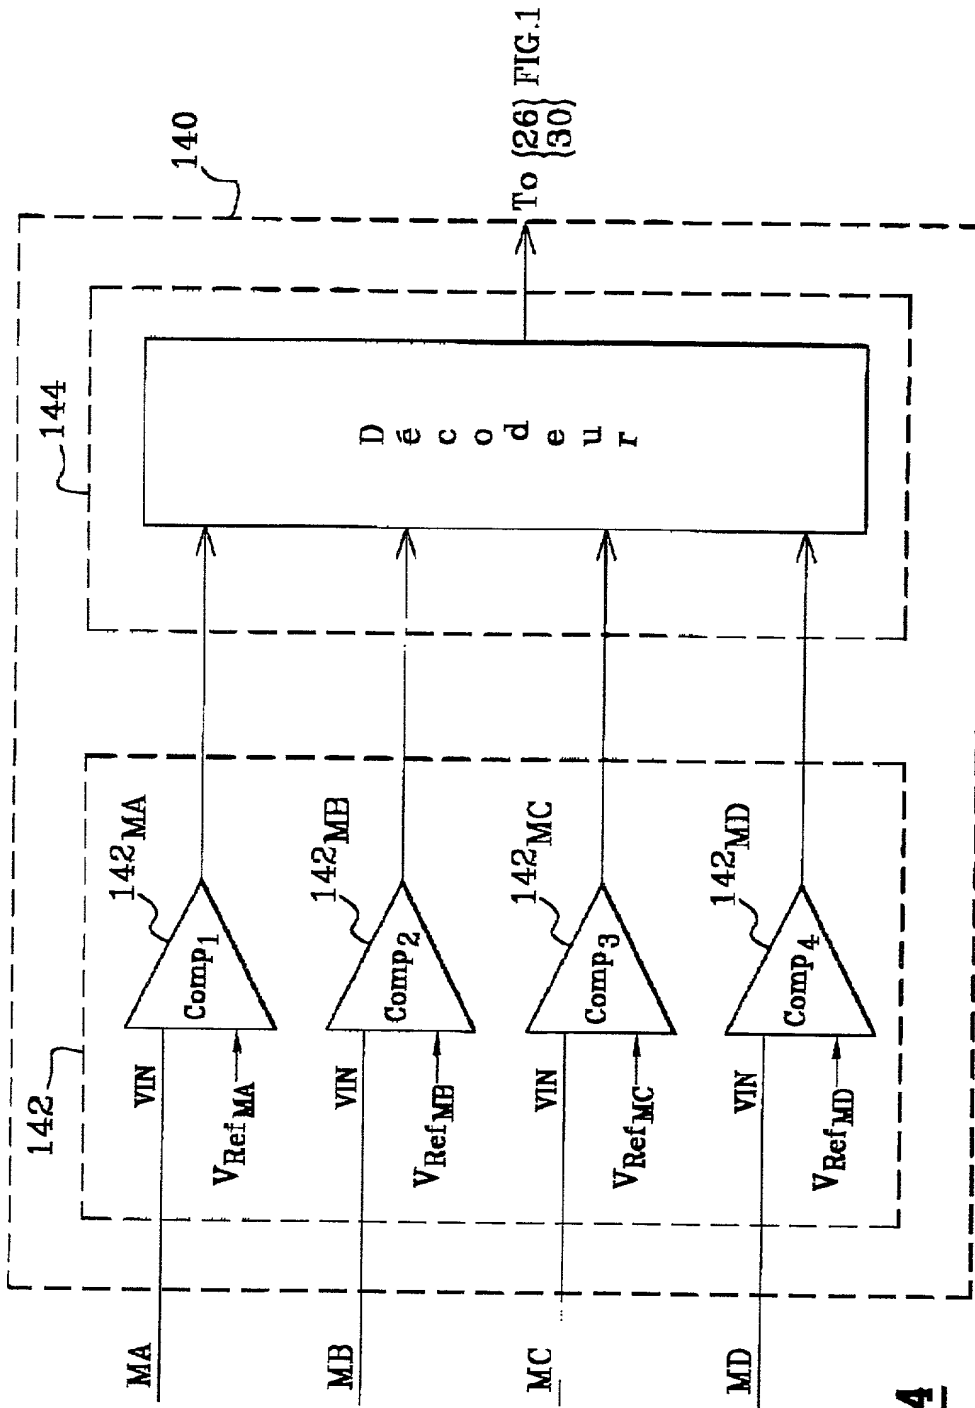 140
144
142
To {26} FIG.1
{30}
Décodeur
142MA
142MB
142MC
142MD
Comp1
Comp2
Comp3
Comp4
VIN
VRefMA
VIN
VRefMB
VIN
VRefMC
VIN
VRefMD
MA
MB
MC
MD
4